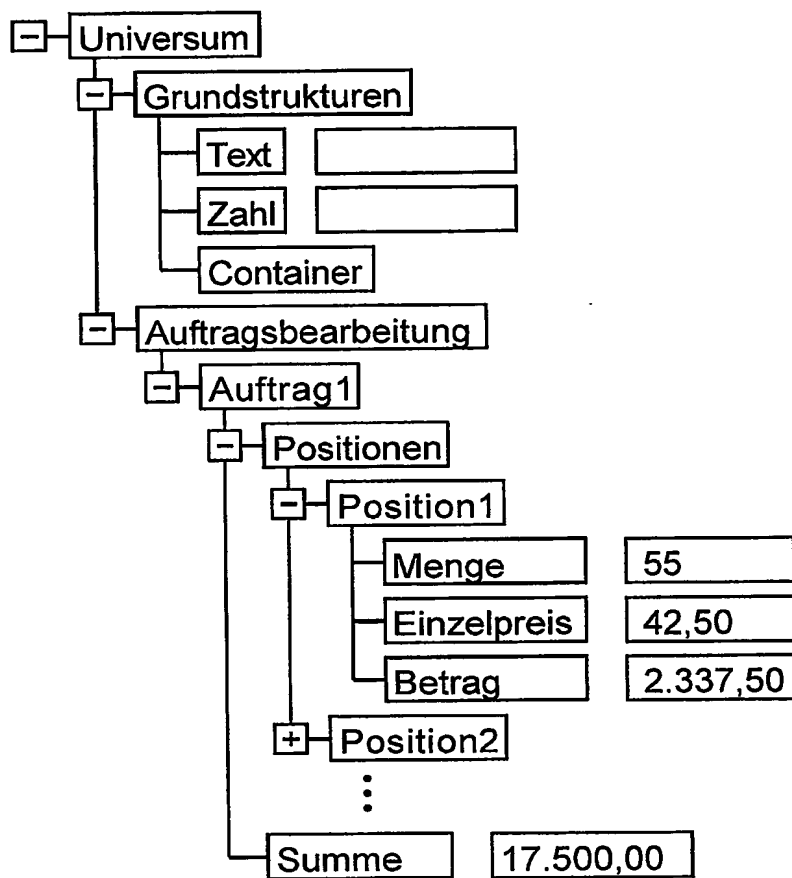 Universum
Grundstrukturen
Text
Zahl
Container
Auftragsbearbeitung
Auftrag1
Positionen
Position1
Menge 55
Einzelpreis 42,50
Betrag 2.337,50
Position2
Summe 17.500,00